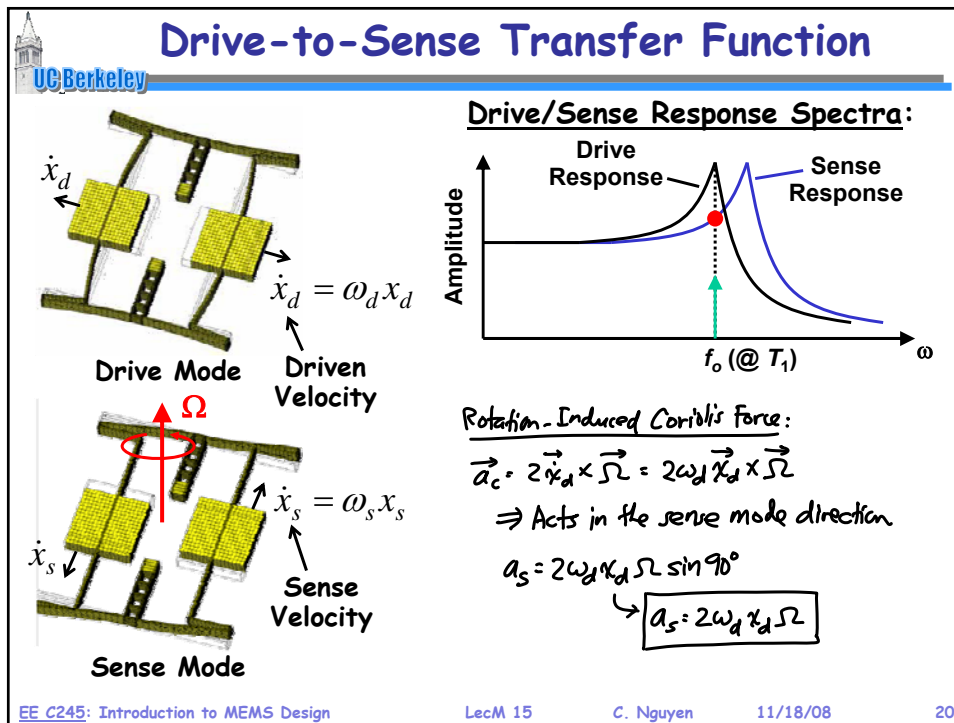 Drive-to-Sense Transfer Function
UC Berkeley
Drive/Sense Response Spectra:
ẋ_d
ẋ_d = ω_d x_d
Drive Mode
Driven
Velocity
Drive
Response
Sense
Response
Amplitude
f_o (@ T_1)
ω
Ω
ẋ_s
ẋ_s = ω_s x_s
Sense
Velocity
Sense Mode
Rotation-Induced Coriolis Force:
a⃗_c = 2ẋ⃗_d × Ω⃗ = 2ω_d x⃗_d × Ω⃗
⇒ Acts in the sense mode direction
a_s = 2ω_d x_d Ω sin 90°
a_s = 2ω_d x_d Ω
EE C245: Introduction to MEMS Design LecM 15 C. Nguyen 11/18/08 20